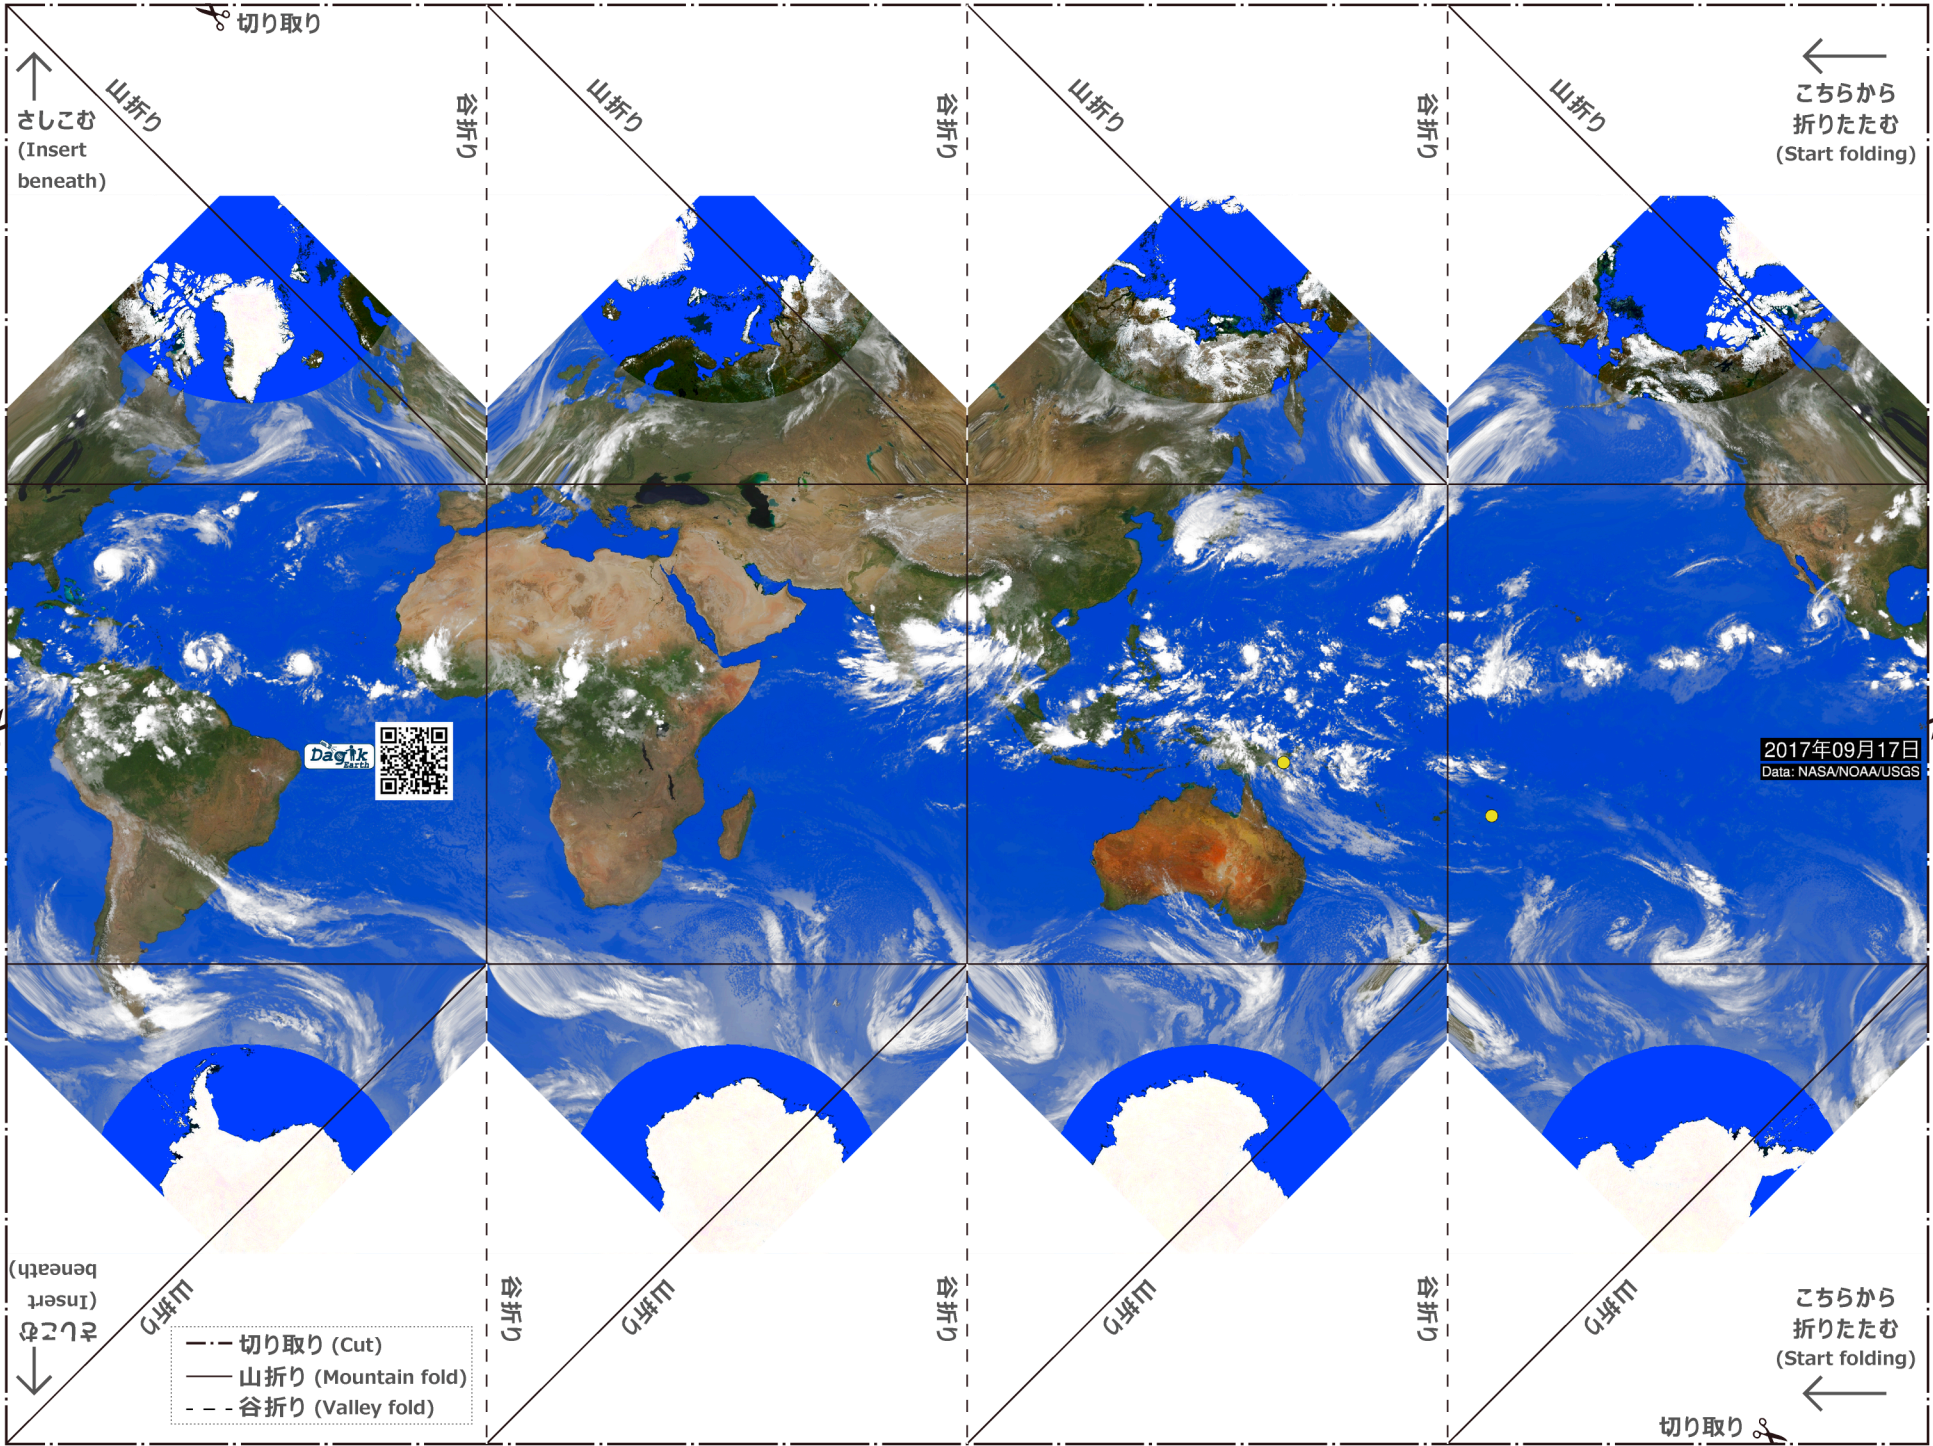 切り取り
山折り
谷折り
山折り
谷折り
山折り
谷折り
山折り
さしこむ
(Insert
beneath)
こちらから
折りたたむ
(Start folding)
Dagik
Earth
2017年09月17日
Data: NASA/NOAA/USGS
さしこむ
(Insert
beneath)
山折り
谷折り
山折り
谷折り
山折り
谷折り
山折り
こちらから
折りたたむ
(Start folding)
切り取り (Cut)
山折り (Mountain fold)
谷折り (Valley fold)
切り取り